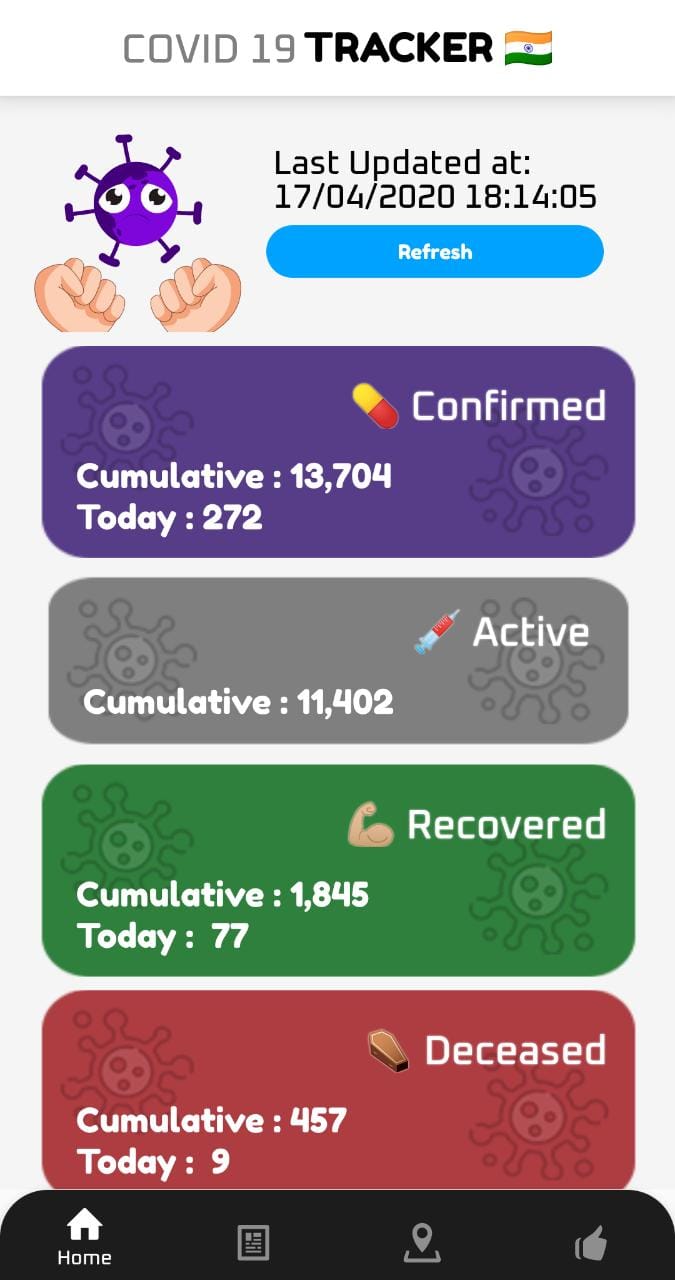 COVID 19 TRACKER 🇮🇳
Last Updated at:
17/04/2020 18:14:05
Refresh
Confirmed
Cumulative : 13,704
Today : 272
Active
Cumulative : 11,402
Recovered
Cumulative : 1,845
Today : 77
Deceased
Cumulative : 457
Today : 9
Home